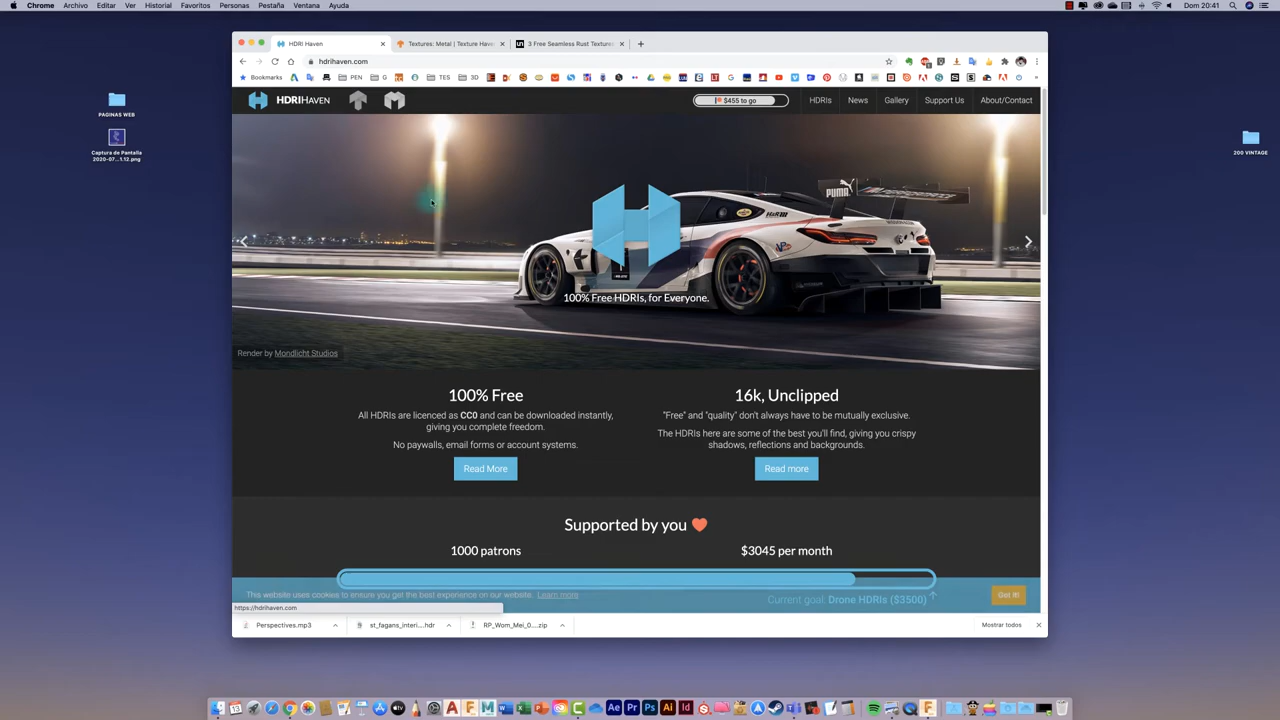 Chrome Archivo Editar Ver Historial Favoritos Personas Pestaña Ventana Ayuda Dom 20:41
HDRI Haven Textures: Metal | Texture Have 3 Free Seamless Rust Textures
hdrihaven.com
Bookmarks PEN G TES 3D
HDRIHAVEN $455 to go HDRIs News Gallery Support Us About/Contact
PAGINAS WEB
Captura de Pantalla
2020-07...1.12.png
200 VINTAGE
PUMA
100% Free HDRIs, for Everyone.
Render by Mondlicht Studios
100% Free
All HDRIs are licenced as CC0 and can be downloaded instantly,
giving you complete freedom.
No paywalls, email forms or account systems.
Read More
16k, Unclipped
"Free" and "quality" don't always have to be mutually exclusive.
The HDRIs here are some of the best you'll find, giving you crispy
shadows, reflections and backgrounds.
Read more
Supported by you
1000 patrons $3045 per month
This website uses cookies to ensure you get the best experience on our website. Learn more
Current goal: Drone HDRIs ($3500)
Got It!
https://hdrihaven.com
Perspectives.mp3 st_fagans_interi....hdr RP_Wom_Mei_0....zip Mostrar todos